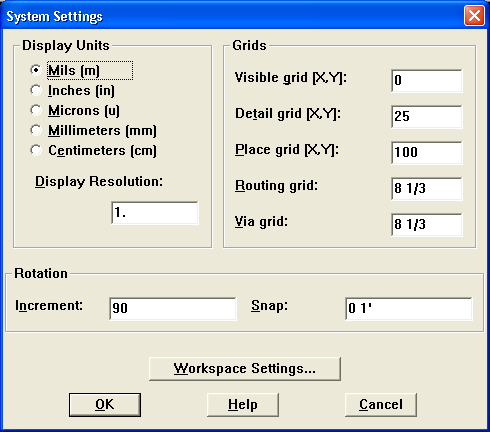 System Settings
Display Units
Mils (m)
Inches (in)
Microns (u)
Millimeters (mm)
Centimeters (cm)
Display Resolution:
1.
Grids
Visible grid [X,Y]:
0
Detail grid [X,Y]:
25
Place grid [X,Y]:
100
Routing grid:
8 1/3
Via grid:
8 1/3
Rotation
Increment:
90
Snap:
0 1'
Workspace Settings...
OK
Help
Cancel